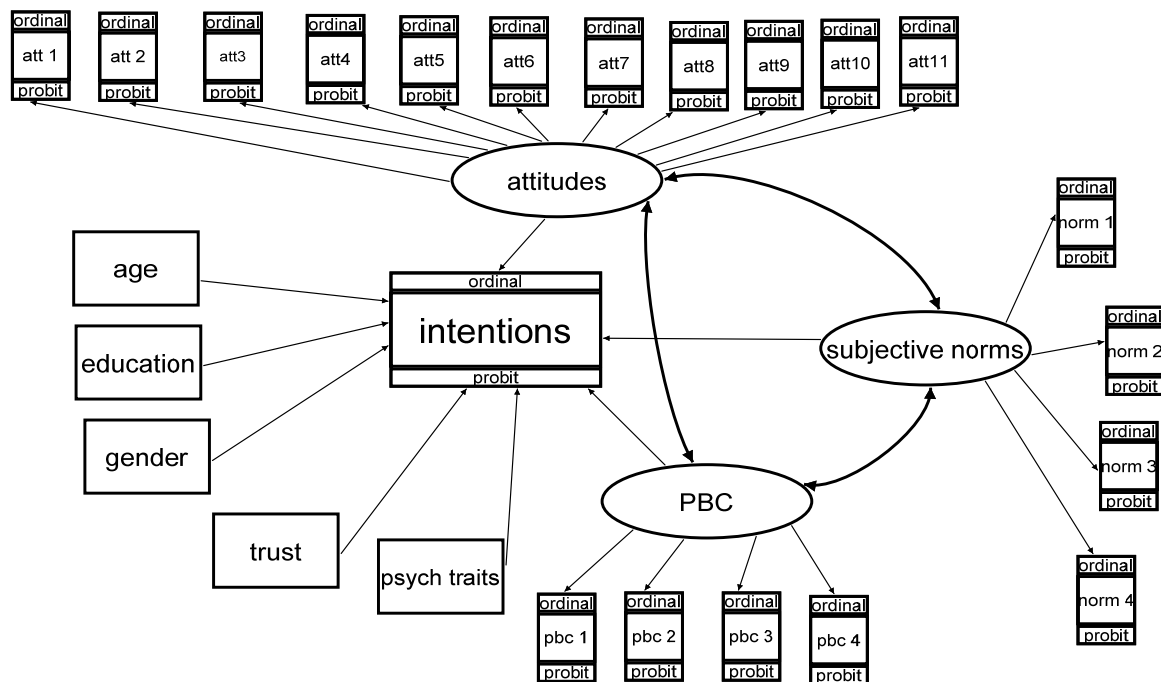 ordinal
att 1
probit
ordinal
att 2
probit
ordinal
att3
probit
ordinal
att4
probit
ordinal
att5
probit
ordinal
att6
probit
ordinal
att7
probit
ordinal
att8
probit
ordinal
att9
probit
ordinal
att10
probit
ordinal
att11
probit
attitudes
age
education
gender
trust
psych traits
ordinal
intentions
probit
subjective norms
PBC
ordinal
norm 1
probit
ordinal
norm 2
probit
ordinal
norm 3
probit
ordinal
norm 4
probit
ordinal
pbc 1
probit
ordinal
pbc 2
probit
ordinal
pbc 3
probit
ordinal
pbc 4
probit